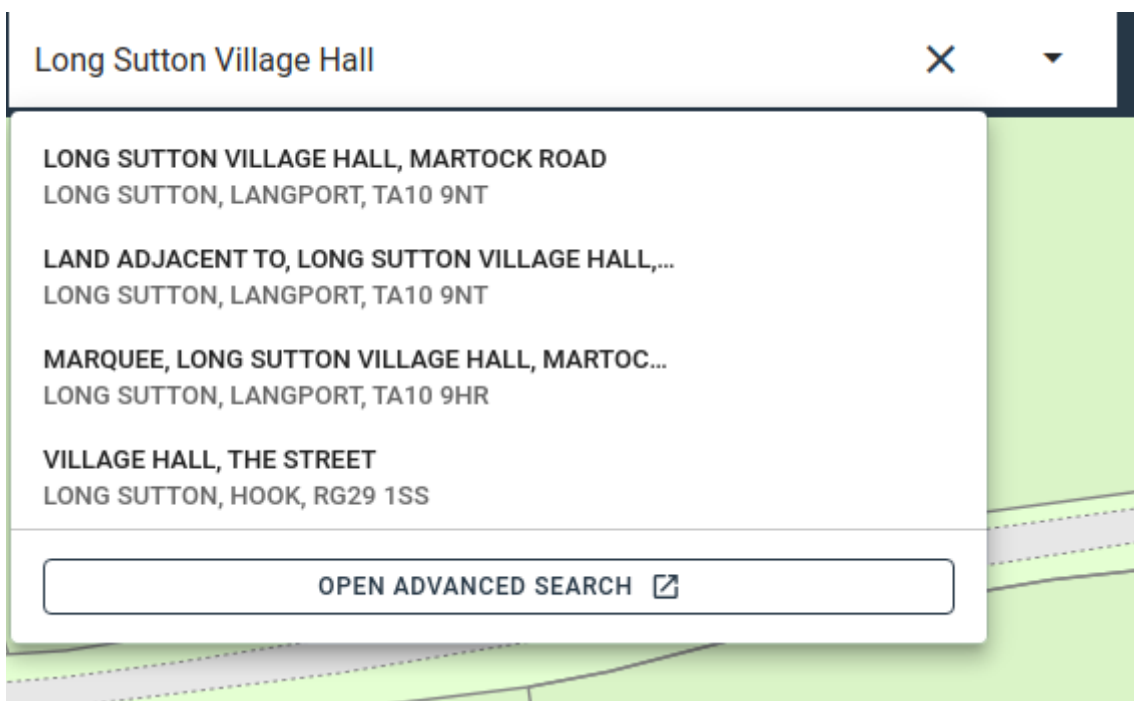 Long Sutton Village Hall
LONG SUTTON VILLAGE HALL, MARTOCK ROAD
LONG SUTTON, LANGPORT, TA10 9NT
LAND ADJACENT TO, LONG SUTTON VILLAGE HALL,...
LONG SUTTON, LANGPORT, TA10 9NT
MARQUEE, LONG SUTTON VILLAGE HALL, MARTOC...
LONG SUTTON, LANGPORT, TA10 9HR
VILLAGE HALL, THE STREET
LONG SUTTON, HOOK, RG29 1SS
OPEN ADVANCED SEARCH